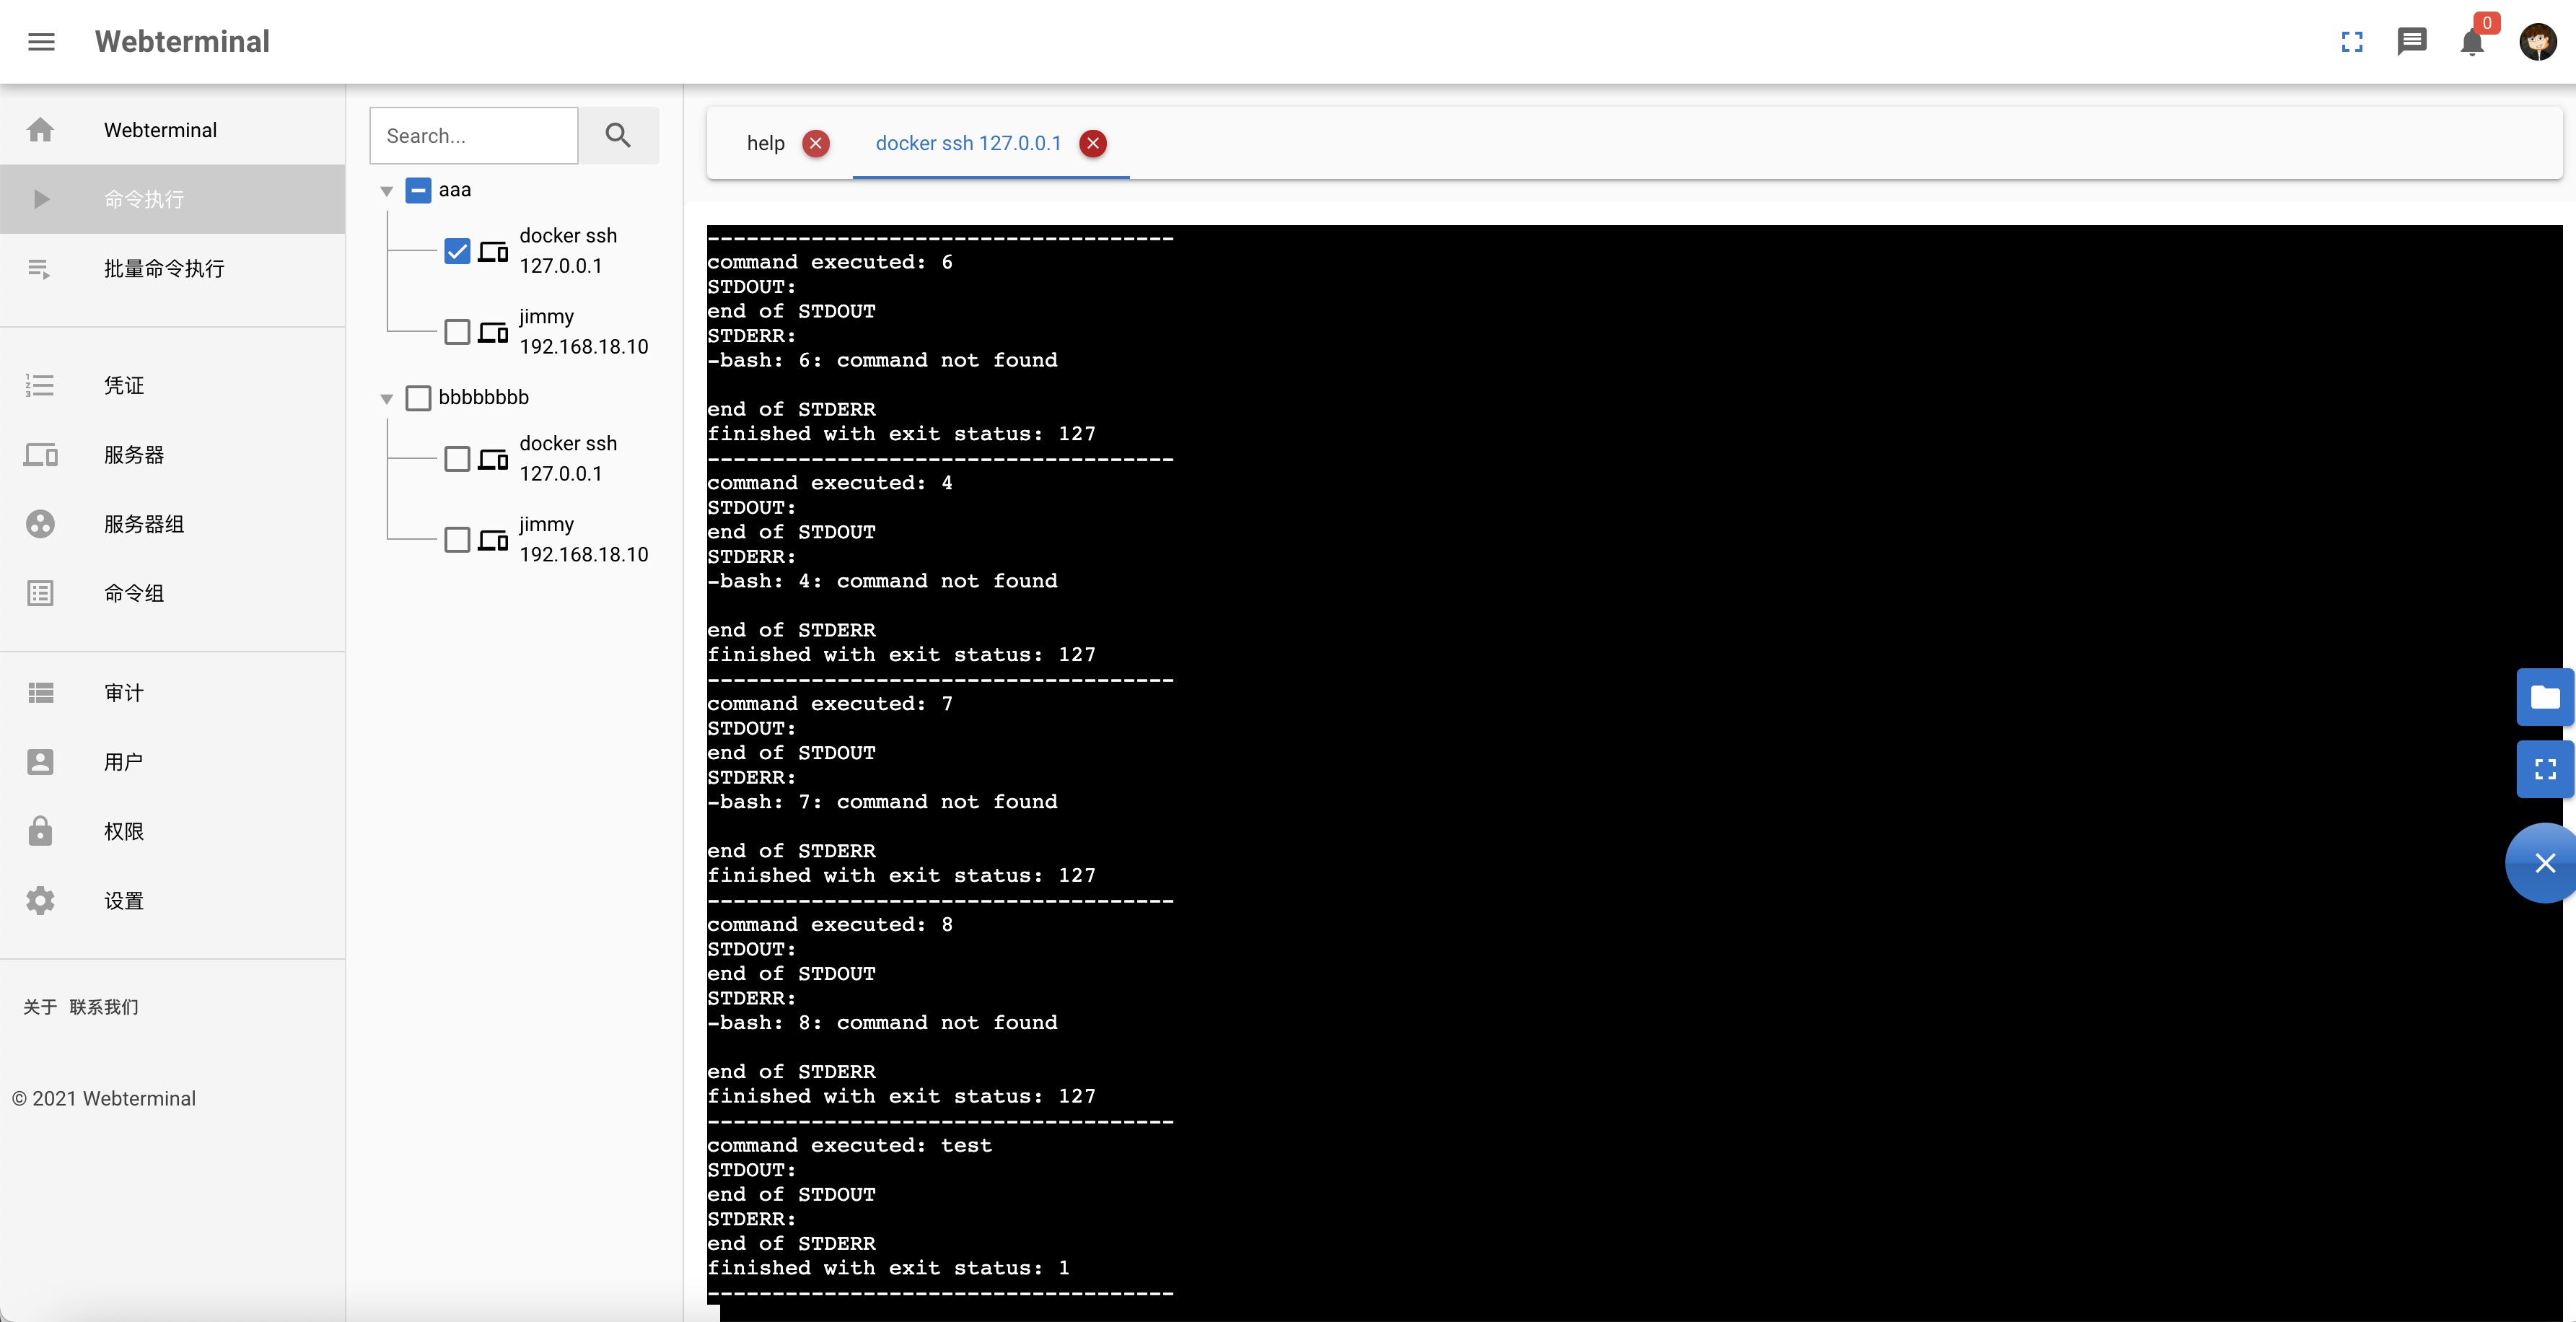 Webterminal
0
Webterminal
命令执行
批量命令执行
凭证
服务器
服务器组
命令组
审计
用户
权限
设置
关于 联系我们
© 2021 Webterminal
Search...
aaa
docker ssh
127.0.0.1
jimmy
192.168.18.10
bbbbbbbb
docker ssh
127.0.0.1
jimmy
192.168.18.10
help
docker ssh 127.0.0.1
------------------------------------
command executed: 6
STDOUT:
end of STDOUT
STDERR:
-bash: 6: command not found
end of STDERR
finished with exit status: 127
------------------------------------
command executed: 4
STDOUT:
end of STDOUT
STDERR:
-bash: 4: command not found
end of STDERR
finished with exit status: 127
------------------------------------
command executed: 7
STDOUT:
end of STDOUT
STDERR:
-bash: 7: command not found
end of STDERR
finished with exit status: 127
------------------------------------
command executed: 8
STDOUT:
end of STDOUT
STDERR:
-bash: 8: command not found
end of STDERR
finished with exit status: 127
------------------------------------
command executed: test
STDOUT:
end of STDOUT
STDERR:
end of STDERR
finished with exit status: 1
------------------------------------